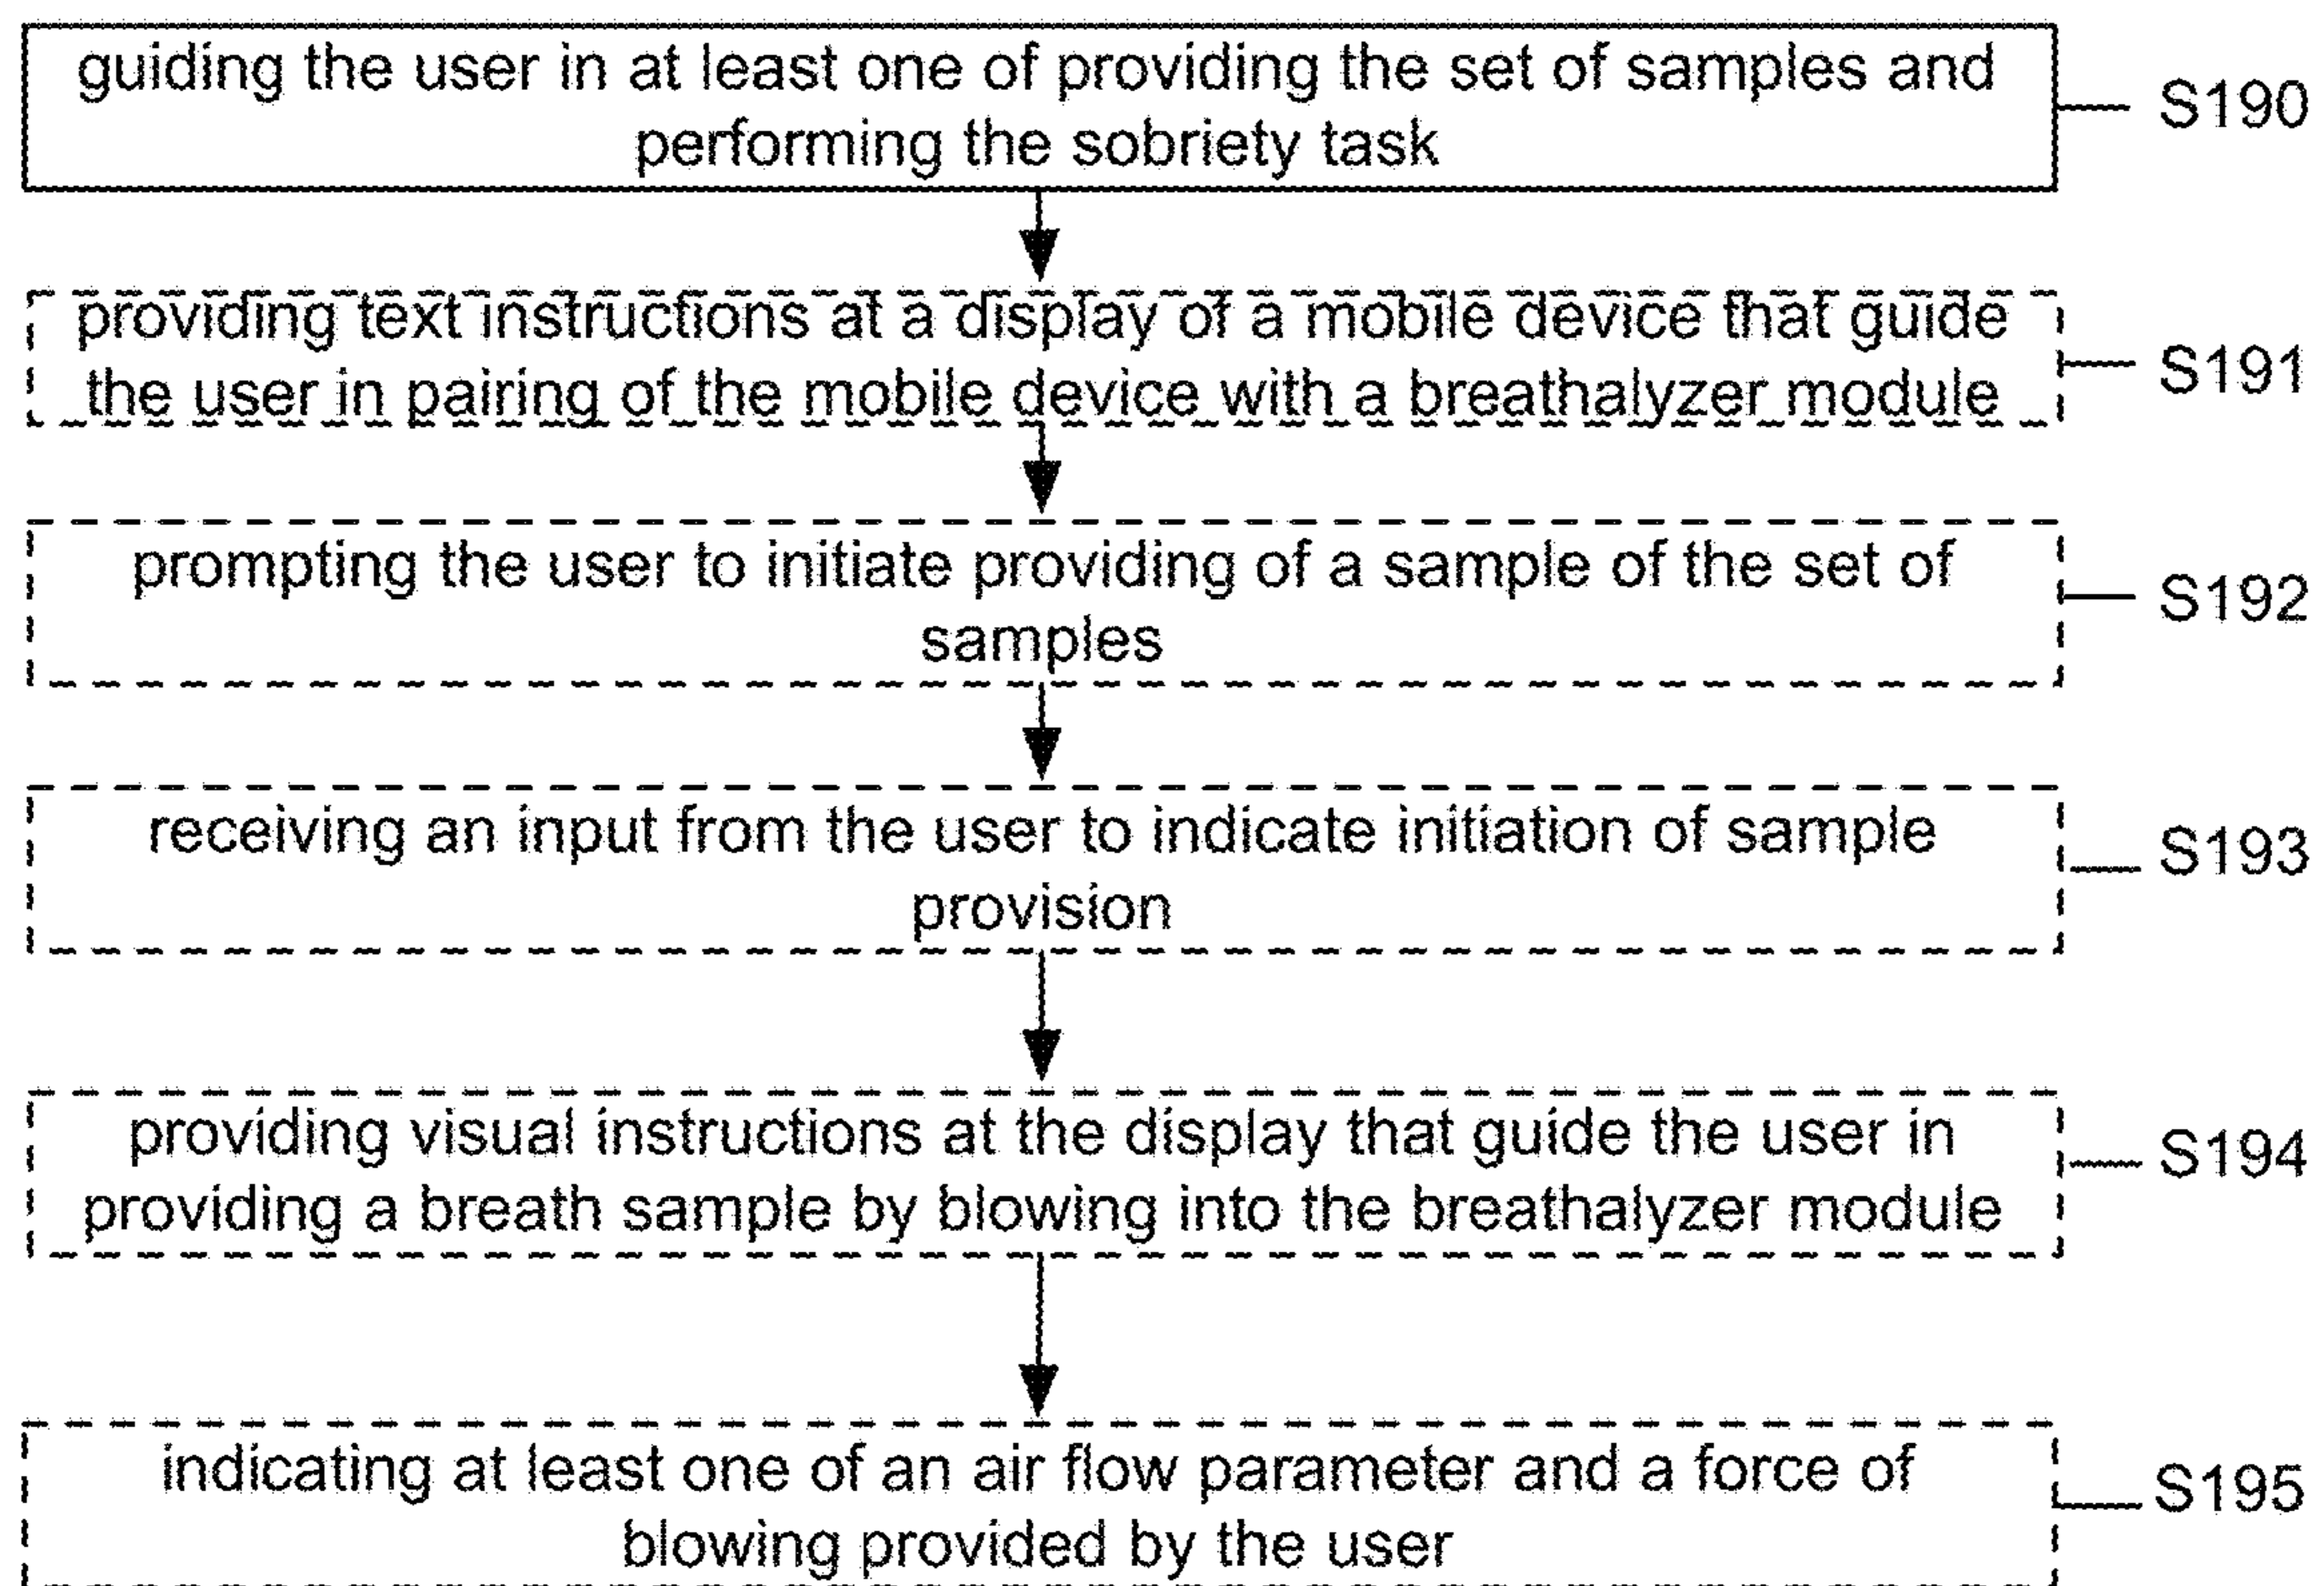 guiding the user in at least one of providing the set of samples and
performing the sobriety task
S190
providing text instructions at a display of a mobile device that guide
the user in pairing of the mobile device with a breathalyzer module
S191
prompting the user to initiate providing of a sample of the set of
samples
S192
receiving an input from the user to indicate initiation of sample
provision
S193
providing visual instructions at the display that guide the user in
providing a breath sample by blowing into the breathalyzer module
S194
indicating at least one of an air flow parameter and a force of
blowing provided by the user
S195